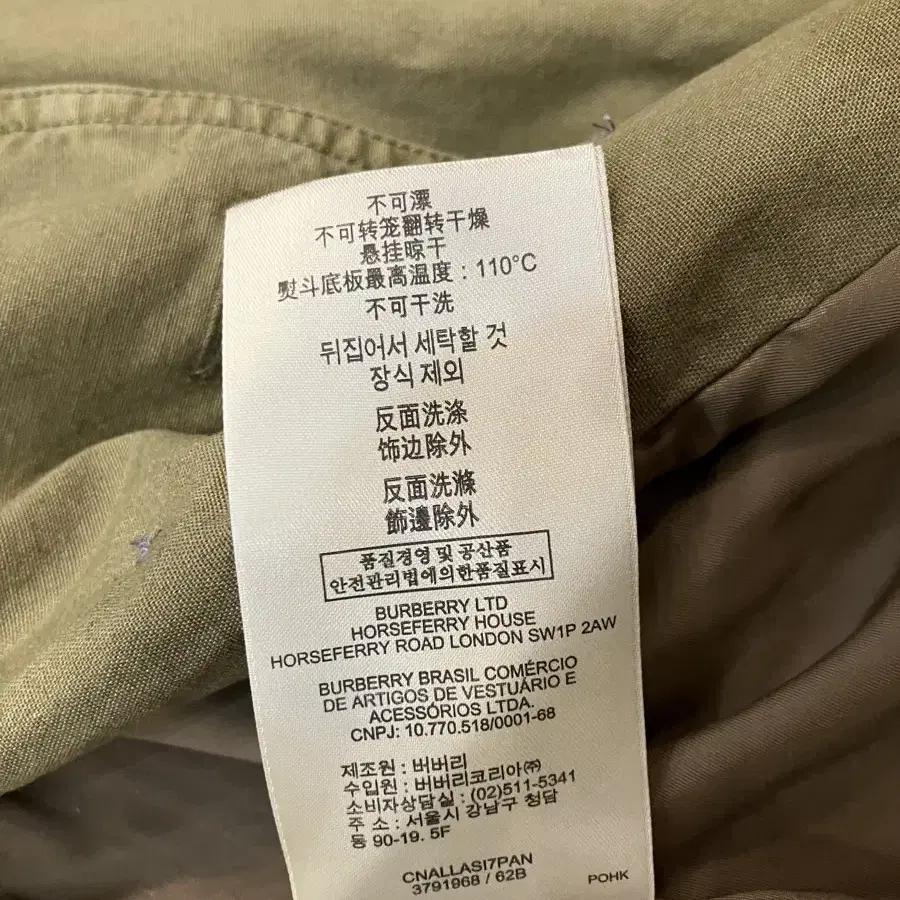 不可漂
不可转笼翻转干燥
悬挂晾干
熨斗底板最高温度：110°C
不可干洗
뒤집어서 세탁할 것
장식 제외
反面洗涤
饰边除外
反面洗滌
飾邊除外
품질경영 및 공산품
안전관리법에의한품질표시
BURBERRY LTD
HORSEFERRY HOUSE
HORSEFERRY ROAD LONDON SW1P 2AW
BURBERRY BRASIL COMÉRCIO
DE ARTIGOS DE VESTUÁRIO E
ACESSÓRIOS LTDA.
CNPJ: 10.770.518/0001-68
제조원 : 버버리
수입원 : 버버리코리아㈜
소비자상담실 : (02)511-5341
주 소 : 서울시 강남구 청담
동 90-19. 5F
CNALLASI7PAN
3791968 / 62B
POHK